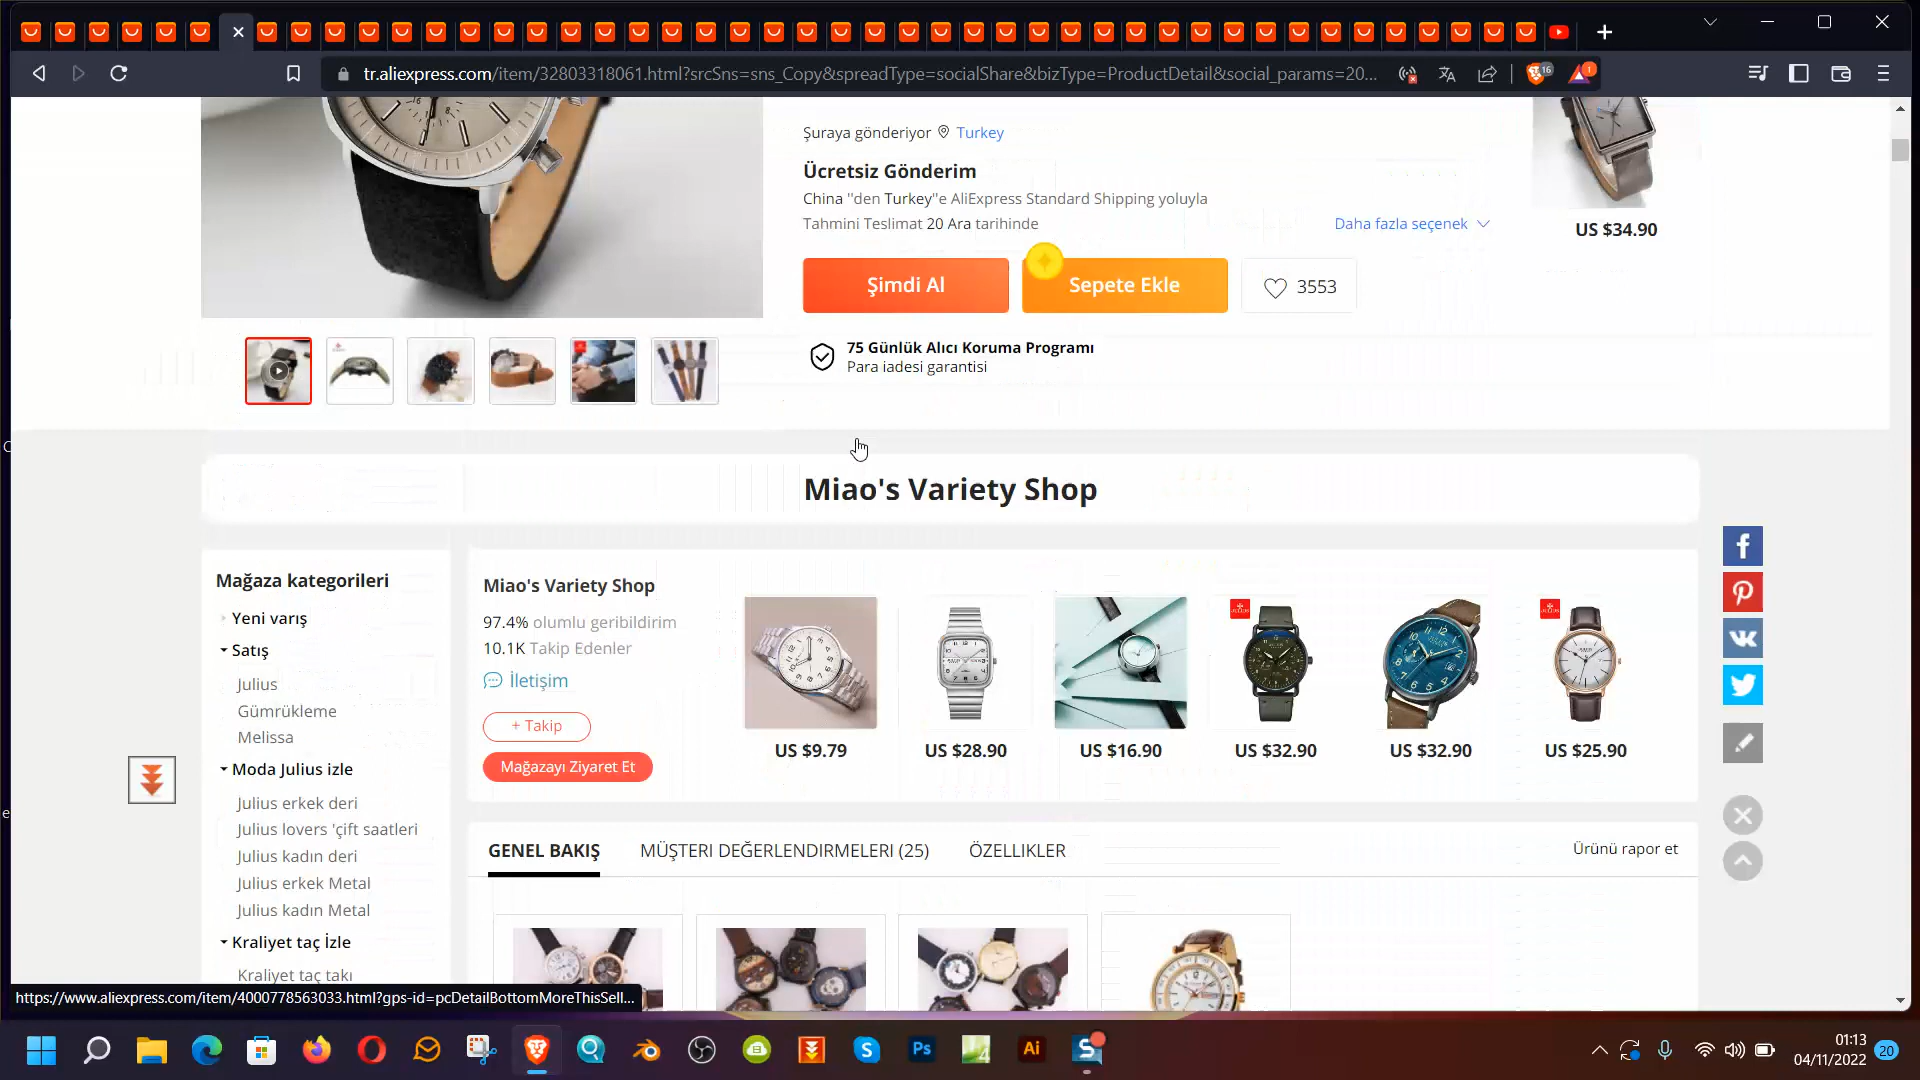 tr.aliexpress.com/item/32803318061.html?srcSns=sns_Copy&spreadType=socialShare&bizType=ProductDetail&social_params=20...
16
1
Şuraya gönderiyor Turkey
Ücretsiz Gönderim
China "den Turkey"e AliExpress Standard Shipping yoluyla
Tahmini Teslimat 20 Ara tarihinde
Daha fazla seçenek
US $34.90
Şimdi Al
Sepete Ekle
3553
75 Günlük Alıcı Koruma Programı
Para iadesi garantisi
Miao's Variety Shop
Mağaza kategorileri
Yeni varış
Satış
Julius
Gümrükleme
Melissa
Moda Julius izle
Julius erkek deri
Julius lovers 'çift saatleri
Julius kadın deri
Julius erkek Metal
Julius kadın Metal
Kraliyet taç İzle
Kraliyet taç takı
Miao's Variety Shop
97.4% olumlu geribildirim
10.1K Takip Edenler
İletişim
+ Takip
Mağazayı Ziyaret Et
US $9.79
US $28.90
US $16.90
US $32.90
US $32.90
US $25.90
GENEL BAKIŞ
MÜŞTERI DEĞERLENDIRMELERI (25)
ÖZELLIKLER
Ürünü rapor et
https://www.aliexpress.com/item/4000778563033.html?gps-id=pcDetailBottomMoreThisSell...
Ps
Ai
01:13
04/11/2022
20